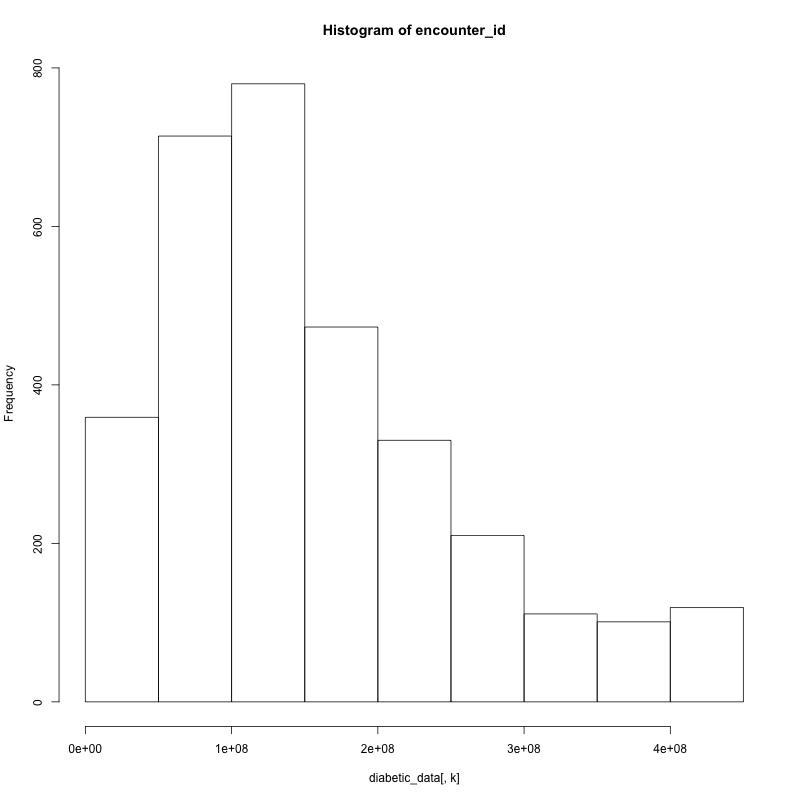 Histogram of encounter_id
Frequency
800
600
400
200
0
0e+00 1e+08 2e+08 3e+08 4e+08
diabetic_data[, k]